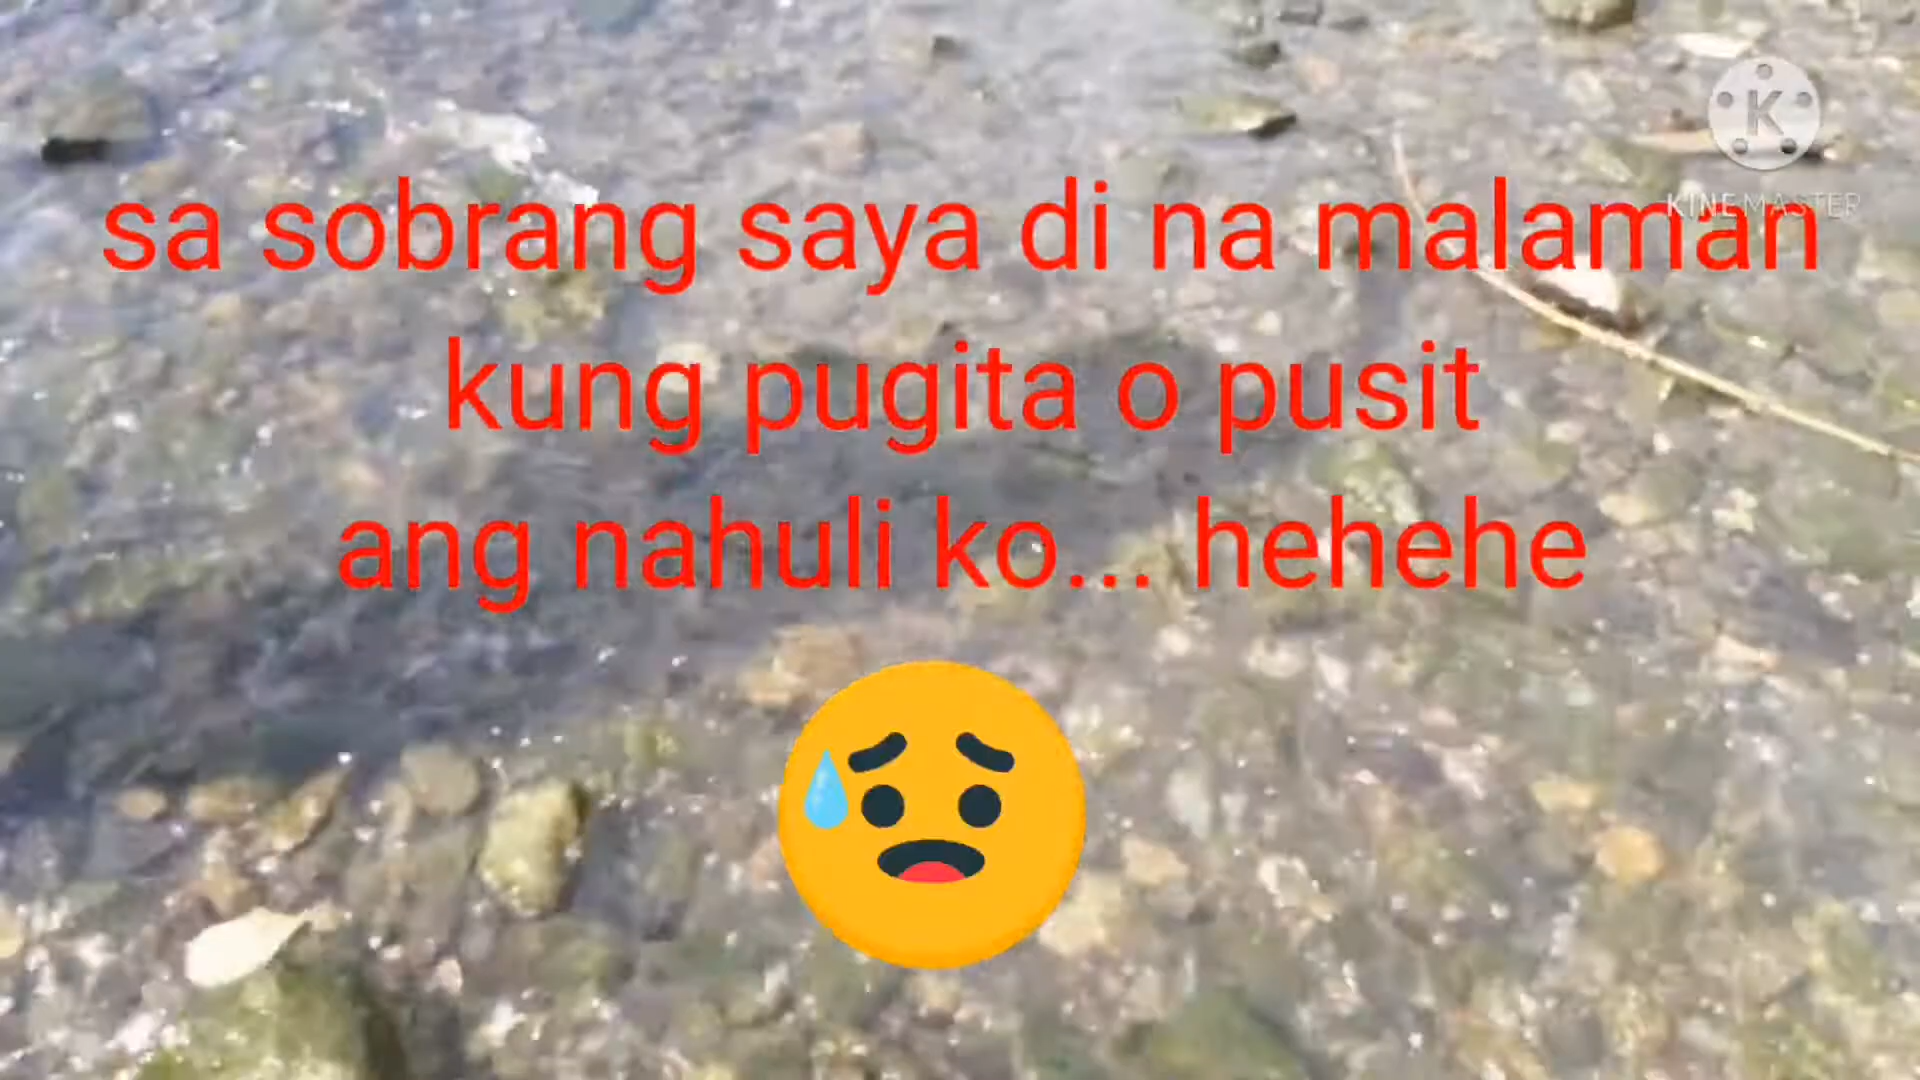 K
KINEMASTER
sa sobrang saya di na malaman
kung pugita o pusit
ang nahuli ko... hehehe